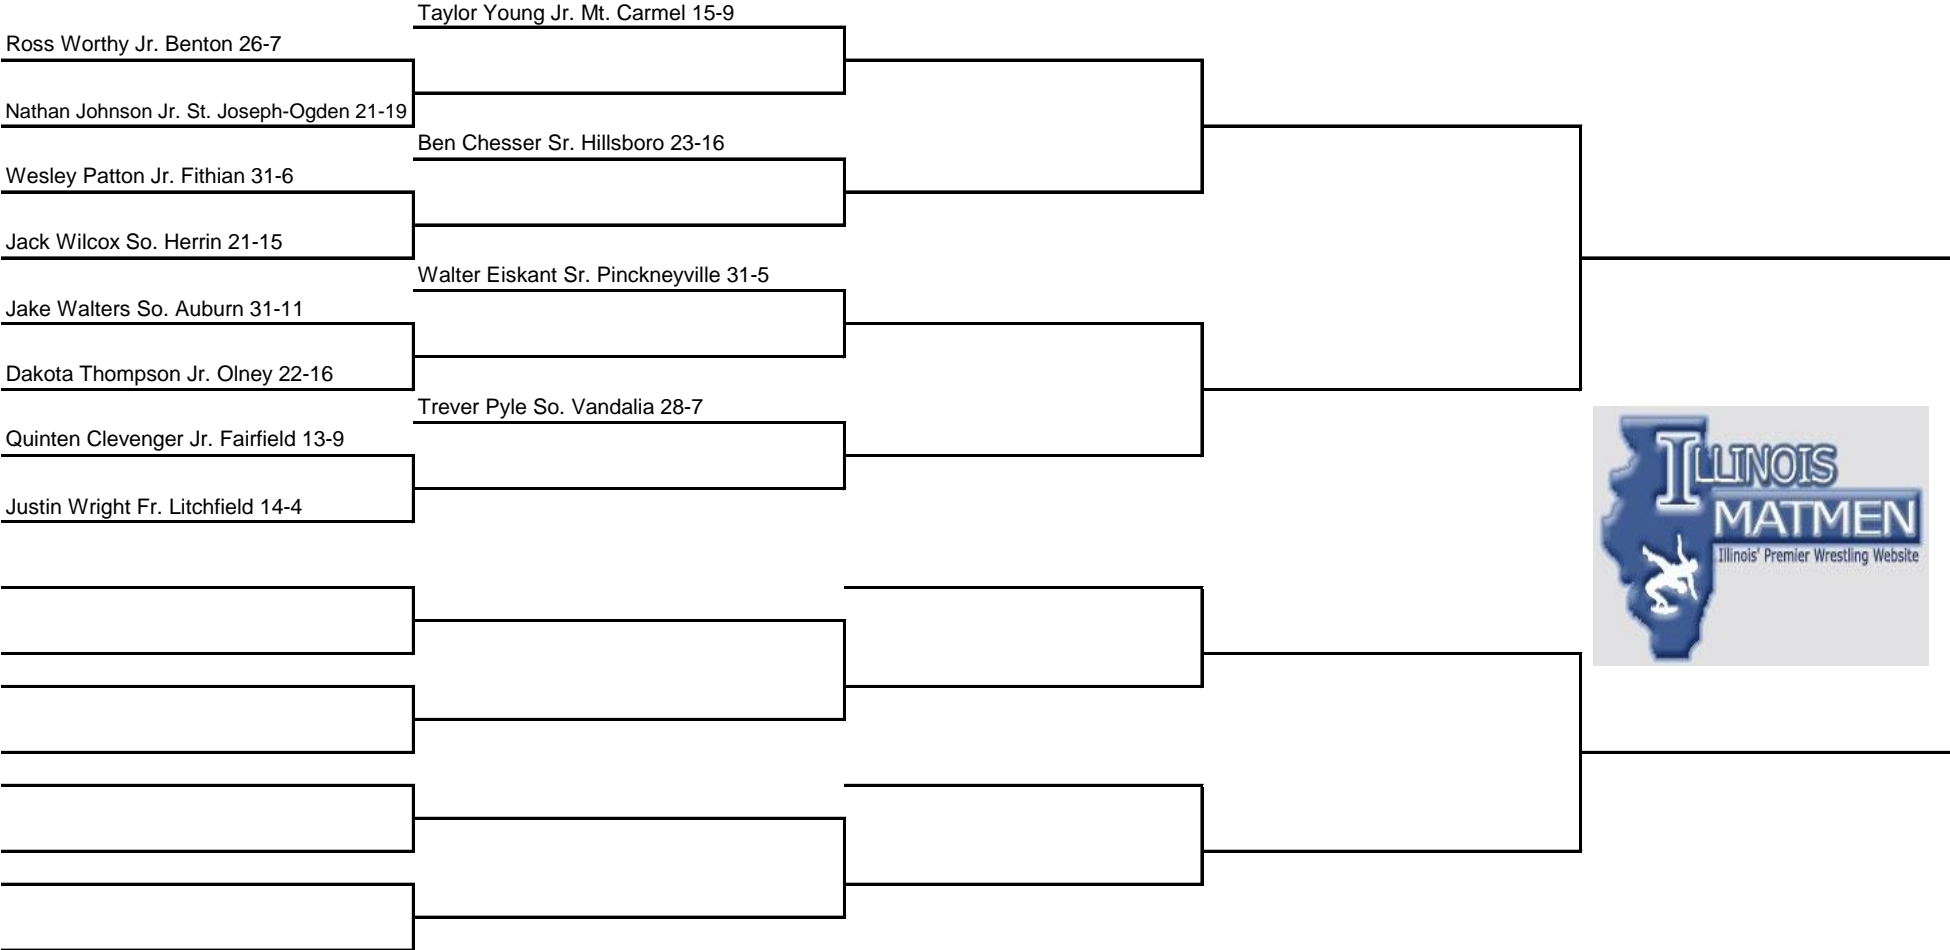 Taylor Young Jr. Mt. Carmel 15-9
Ross Worthy Jr. Benton 26-7
Nathan Johnson Jr. St. Joseph-Ogden 21-19
Ben Chesser Sr. Hillsboro 23-16
Wesley Patton Jr. Fithian 31-6
Jack Wilcox So. Herrin 21-15
Walter Eiskant Sr. Pinckneyville 31-5
Jake Walters So. Auburn 31-11
Dakota Thompson Jr. Olney 22-16
Trever Pyle So. Vandalia 28-7
Quinten Clevenger Jr. Fairfield 13-9
Justin Wright Fr. Litchfield 14-4
ILLINOIS
MATMEN
Illinois' Premier Wrestling Website